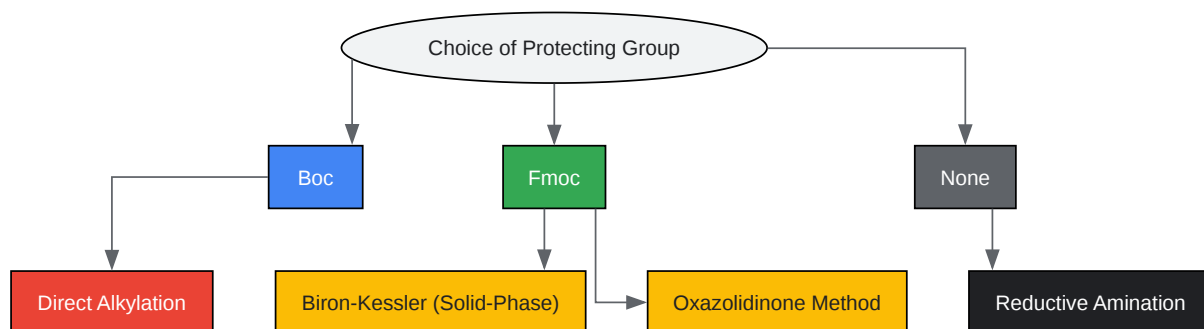 Choice of Protecting Group
Boc
Fmoc
None
Direct Alkylation
Biron-Kessler (Solid-Phase)
Oxazolidinone Method
Reductive Amination